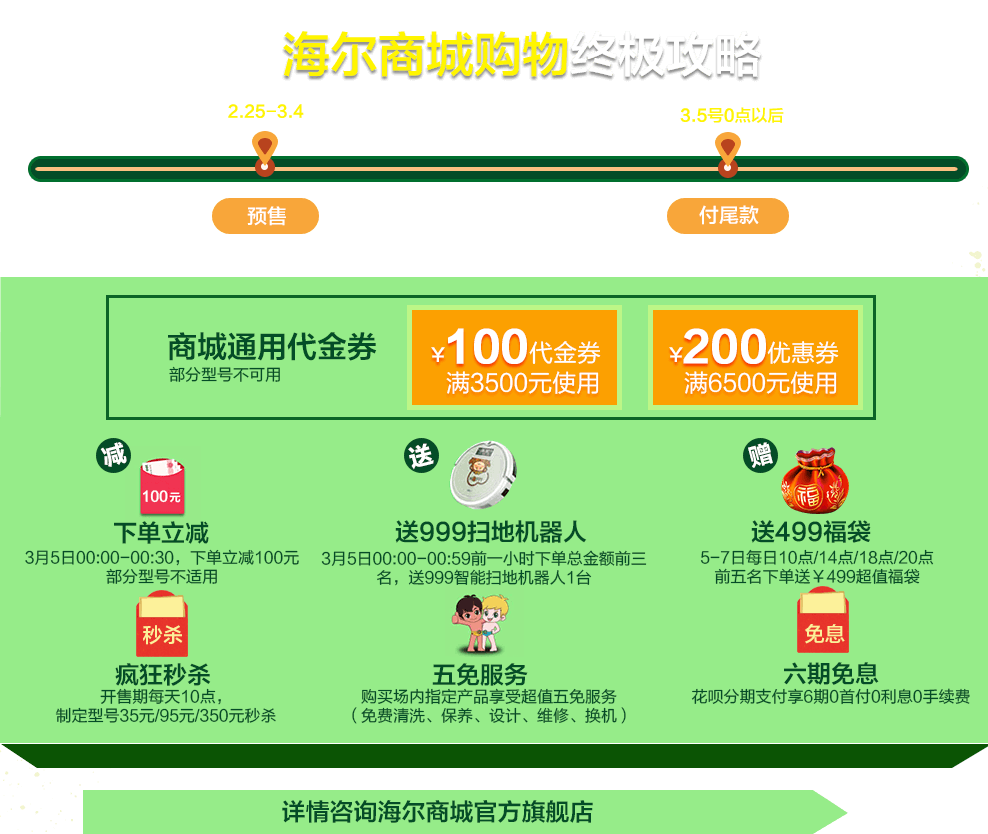 海尔商城购物终极攻略
2.25-3.4
3.5号0点以后
预售
付尾款
商城通用代金券
部分型号不可用
¥100代金券
满3500元使用
¥200优惠券
满6500元使用
减
100元
下单立减
3月5日00:00-00:30，下单立减100元
部分型号不适用
送
送999扫地机器人
3月5日00:00-00:59前一小时下单总金额前三
名，送999智能扫地机器人1台
赠
福
送499福袋
5-7日每日10点/14点/18点/20点
前五名下单送￥499超值福袋
秒杀
疯狂秒杀
开售期每天10点，
制定型号35元/95元/350元秒杀
五免服务
购买场内指定产品享受超值五免服务
（免费清洗、保养、设计、维修、换机）
免息
六期免息
花呗分期支付享6期0首付0利息0手续费
详情咨询海尔商城官方旗舰店